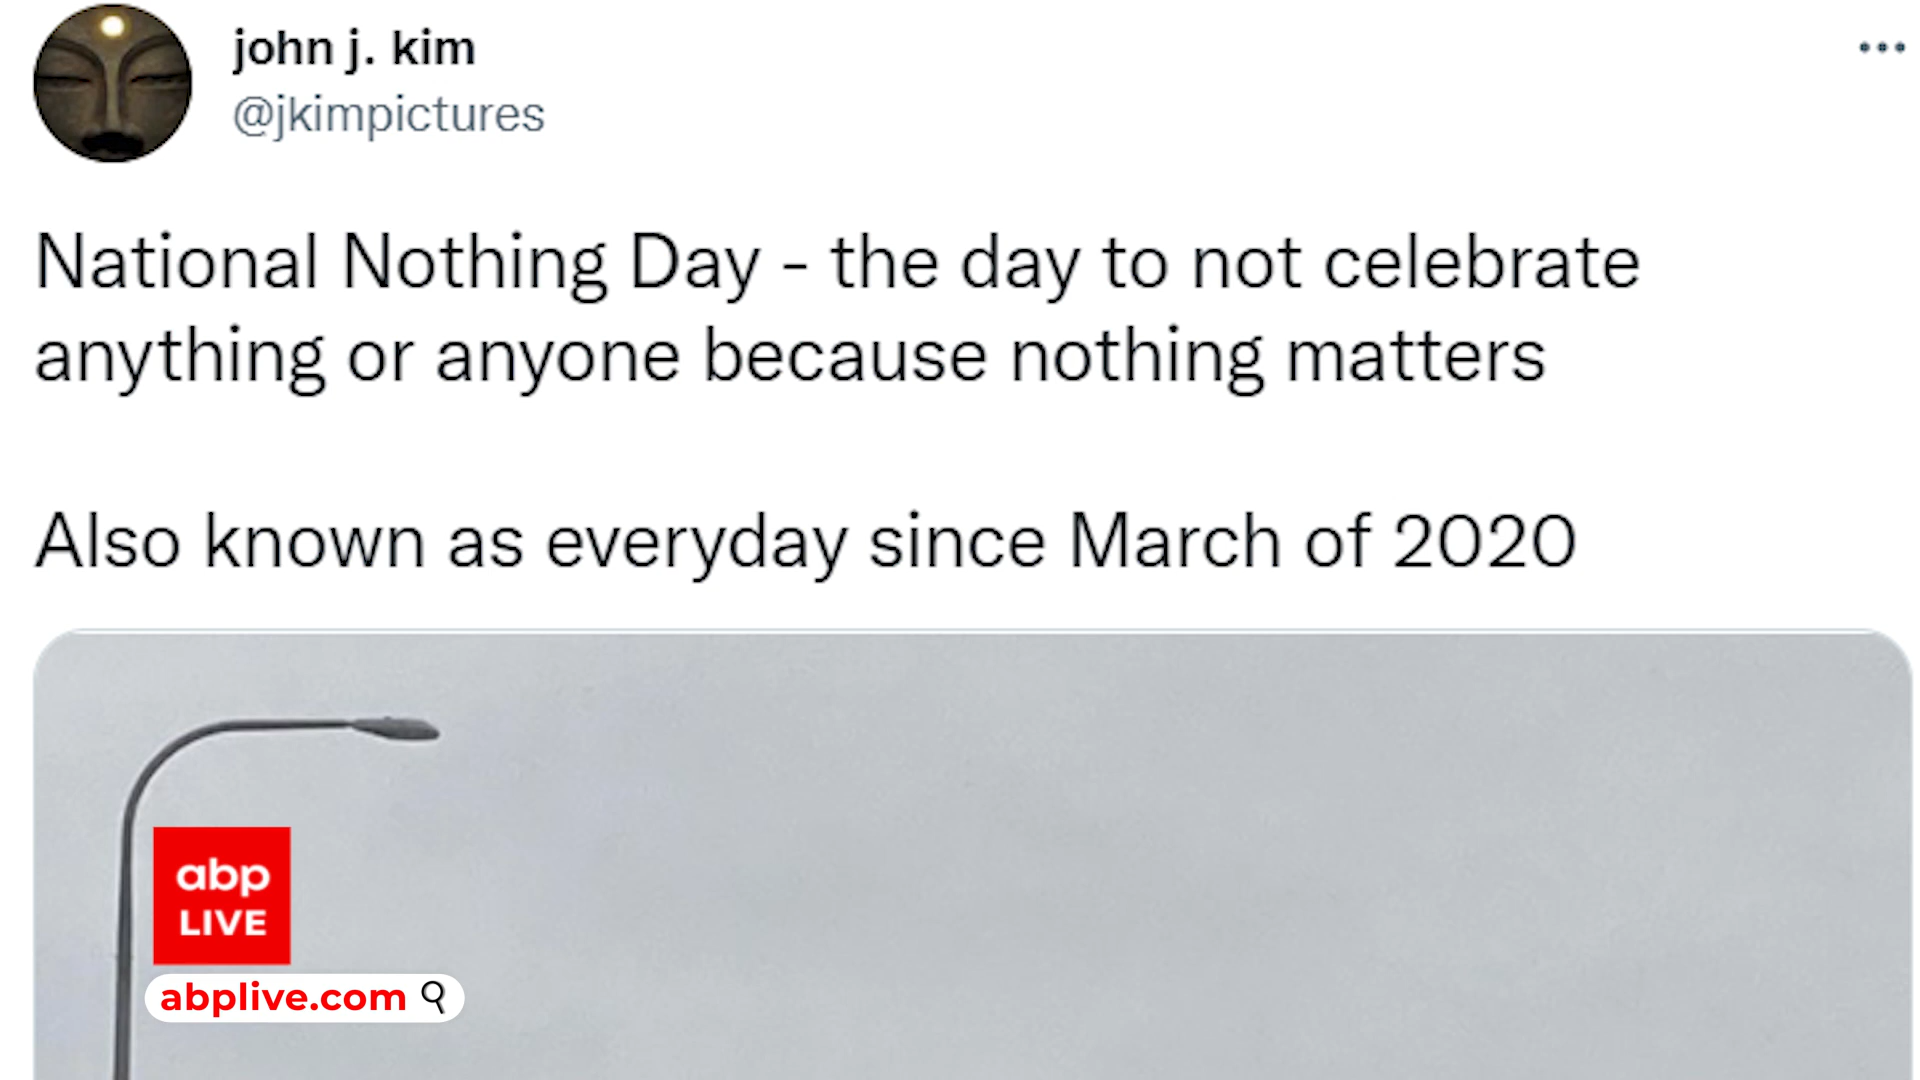 john j. kim
@jkimpictures
National Nothing Day - the day to not celebrate
anything or anyone because nothing matters
Also known as everyday since March of 2020
abp
LIVE
abplive.com